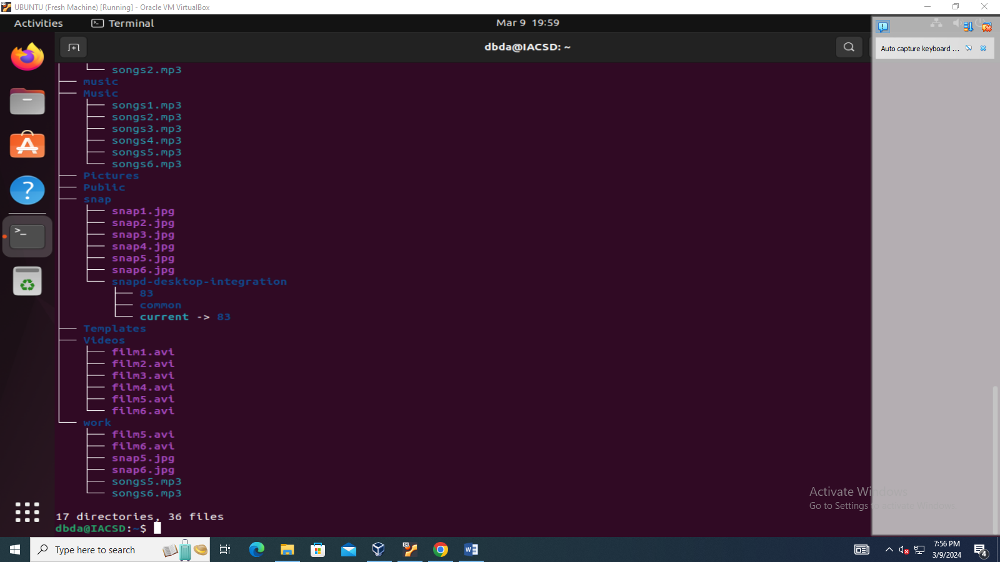 UBUNTU (Fresh Machine) [Running] - Oracle VM VirtualBox
Activities
Terminal
Mar 9 19:59
dbda@IACSD: ~
Auto capture keyboard ...
└── songs2.mp3
├── music
├── Music
├── songs1.mp3
├── songs2.mp3
├── songs3.mp3
├── songs4.mp3
├── songs5.mp3
└── songs6.mp3
├── Pictures
├── Public
├── snap
├── snap1.jpg
├── snap2.jpg
├── snap3.jpg
├── snap4.jpg
├── snap5.jpg
├── snap6.jpg
└── snapd-desktop-integration
├── 83
├── common
└── current -> 83
├── Templates
├── Videos
├── film1.avi
├── film2.avi
├── film3.avi
├── film4.avi
├── film5.avi
└── film6.avi
└── work
├── film5.avi
├── film6.avi
├── snap5.jpg
├── snap6.jpg
├── songs5.mp3
└── songs6.mp3
17 directories, 36 files
dbda@IACSD:~$
Activate Windows
Go to Settings to activate Windows.
Type here to search
7:56 PM
3/9/2024
4